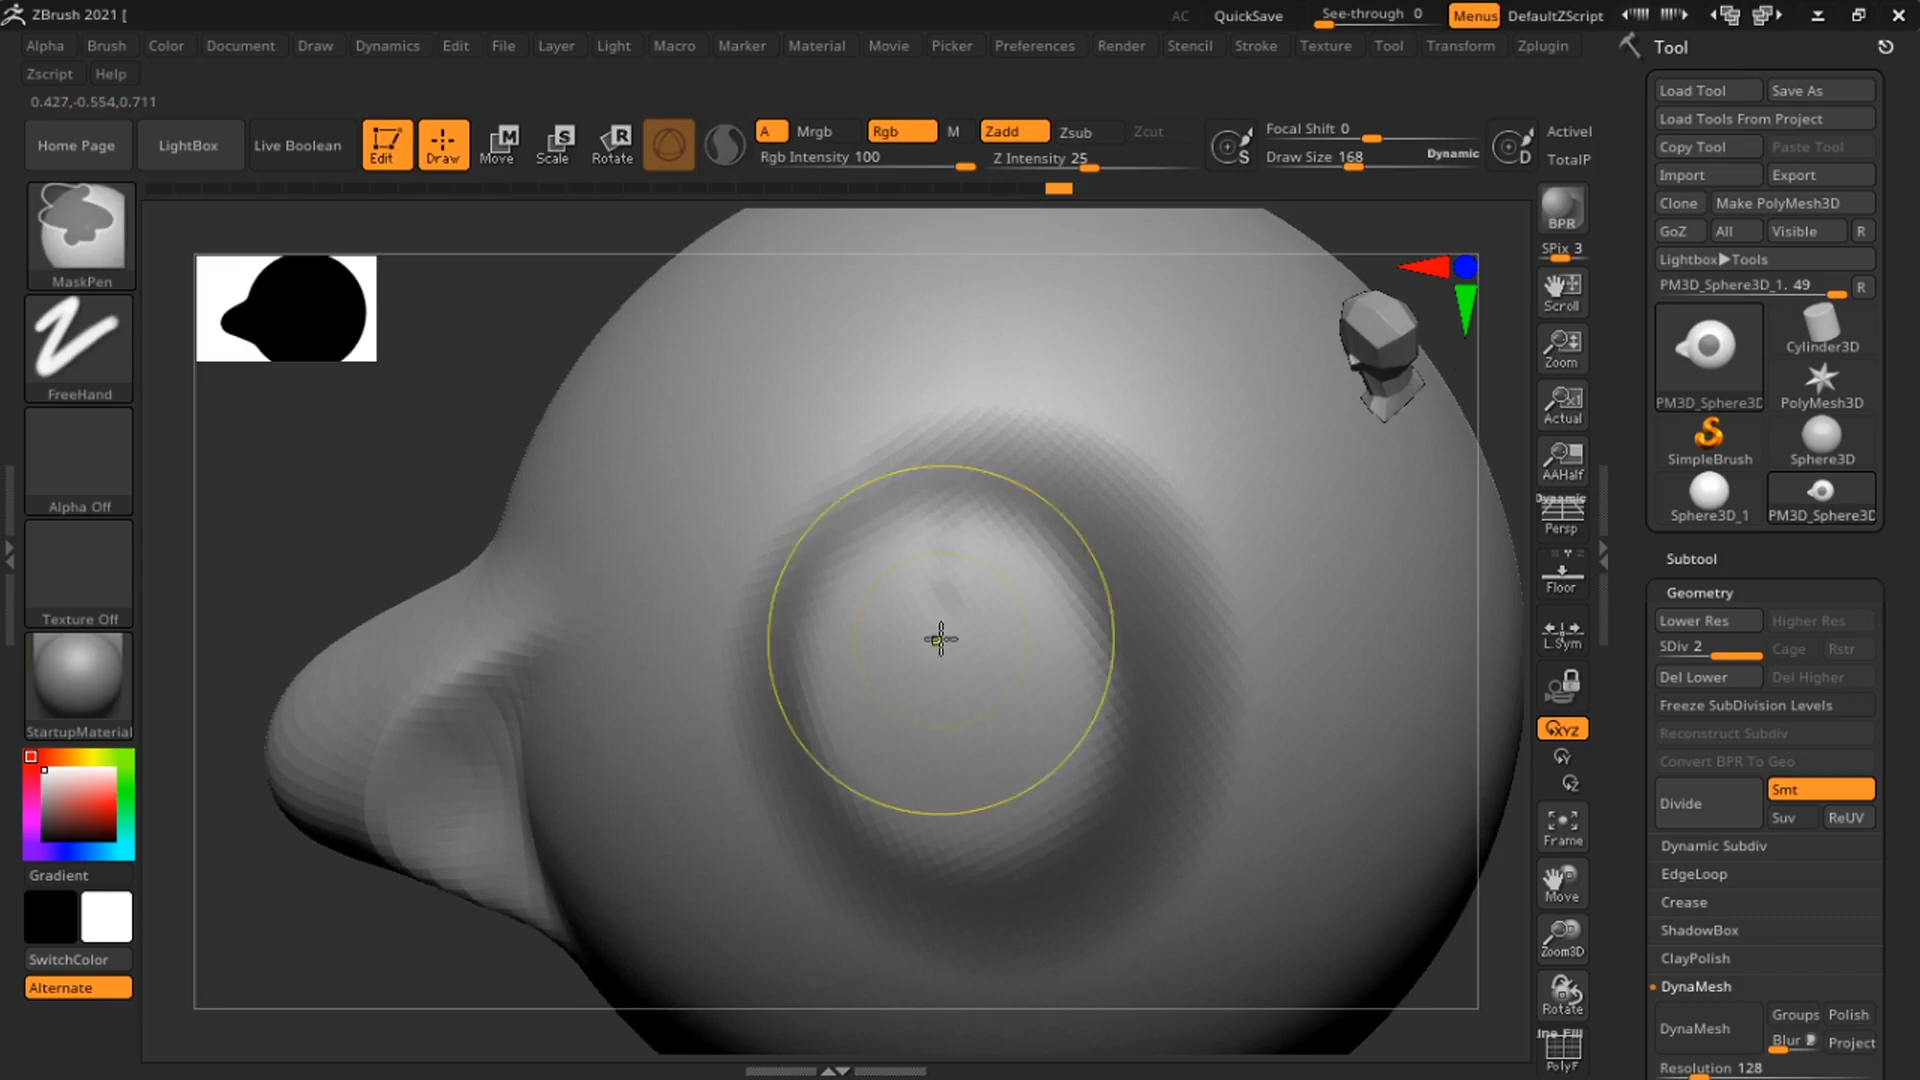 ZBrush 2021 [
AC QuickSave See-through 0 Menus DefaultZScript
Alpha Brush Color Document Draw Dynamics Edit File Layer Light Macro Marker Material Movie Picker Preferences Render Stencil Stroke Texture Tool Transform Zplugin
Zscript Help
0.427,-0.554,0.711
Home Page LightBox Live Boolean Edit Draw Move Scale Rotate
M S R
A Mrgb Rgb M Zadd Zsub Zcut
Rgb Intensity 100 Z Intensity 25
S Focal Shift 0
Draw Size 168 Dynamic
D Activel
TotalP
MaskPen
FreeHand
Alpha Off
Texture Off
StartupMaterial
Gradient
SwitchColor
Alternate
BPR
SPix 3
Scroll
Zoom
Actual
AAHalf
Dynamic
Persp
Floor
L.Sym
XYZ
Y
Z
Frame
Move
Zoom3D
Rotate
ine Fill
PolyF
Tool
Load Tool Save As
Load Tools From Project
Copy Tool Paste Tool
Import Export
Clone Make PolyMesh3D
GoZ All Visible R
Lightbox▶Tools
PM3D_Sphere3D_1. 49 R
PM3D_Sphere3D Cylinder3D
PolyMesh3D
SimpleBrush Sphere3D
Sphere3D_1 PM3D_Sphere3D
Subtool
Geometry
Lower Res Higher Res
SDiv 2 Cage Rstr
Del Lower Del Higher
Freeze SubDivision Levels
Reconstruct Subdiv
Convert BPR To Geo
Divide Smt
Suv ReUV
Dynamic Subdiv
EdgeLoop
Crease
ShadowBox
ClayPolish
DynaMesh
DynaMesh Groups Polish
Blur Project
Resolution 128